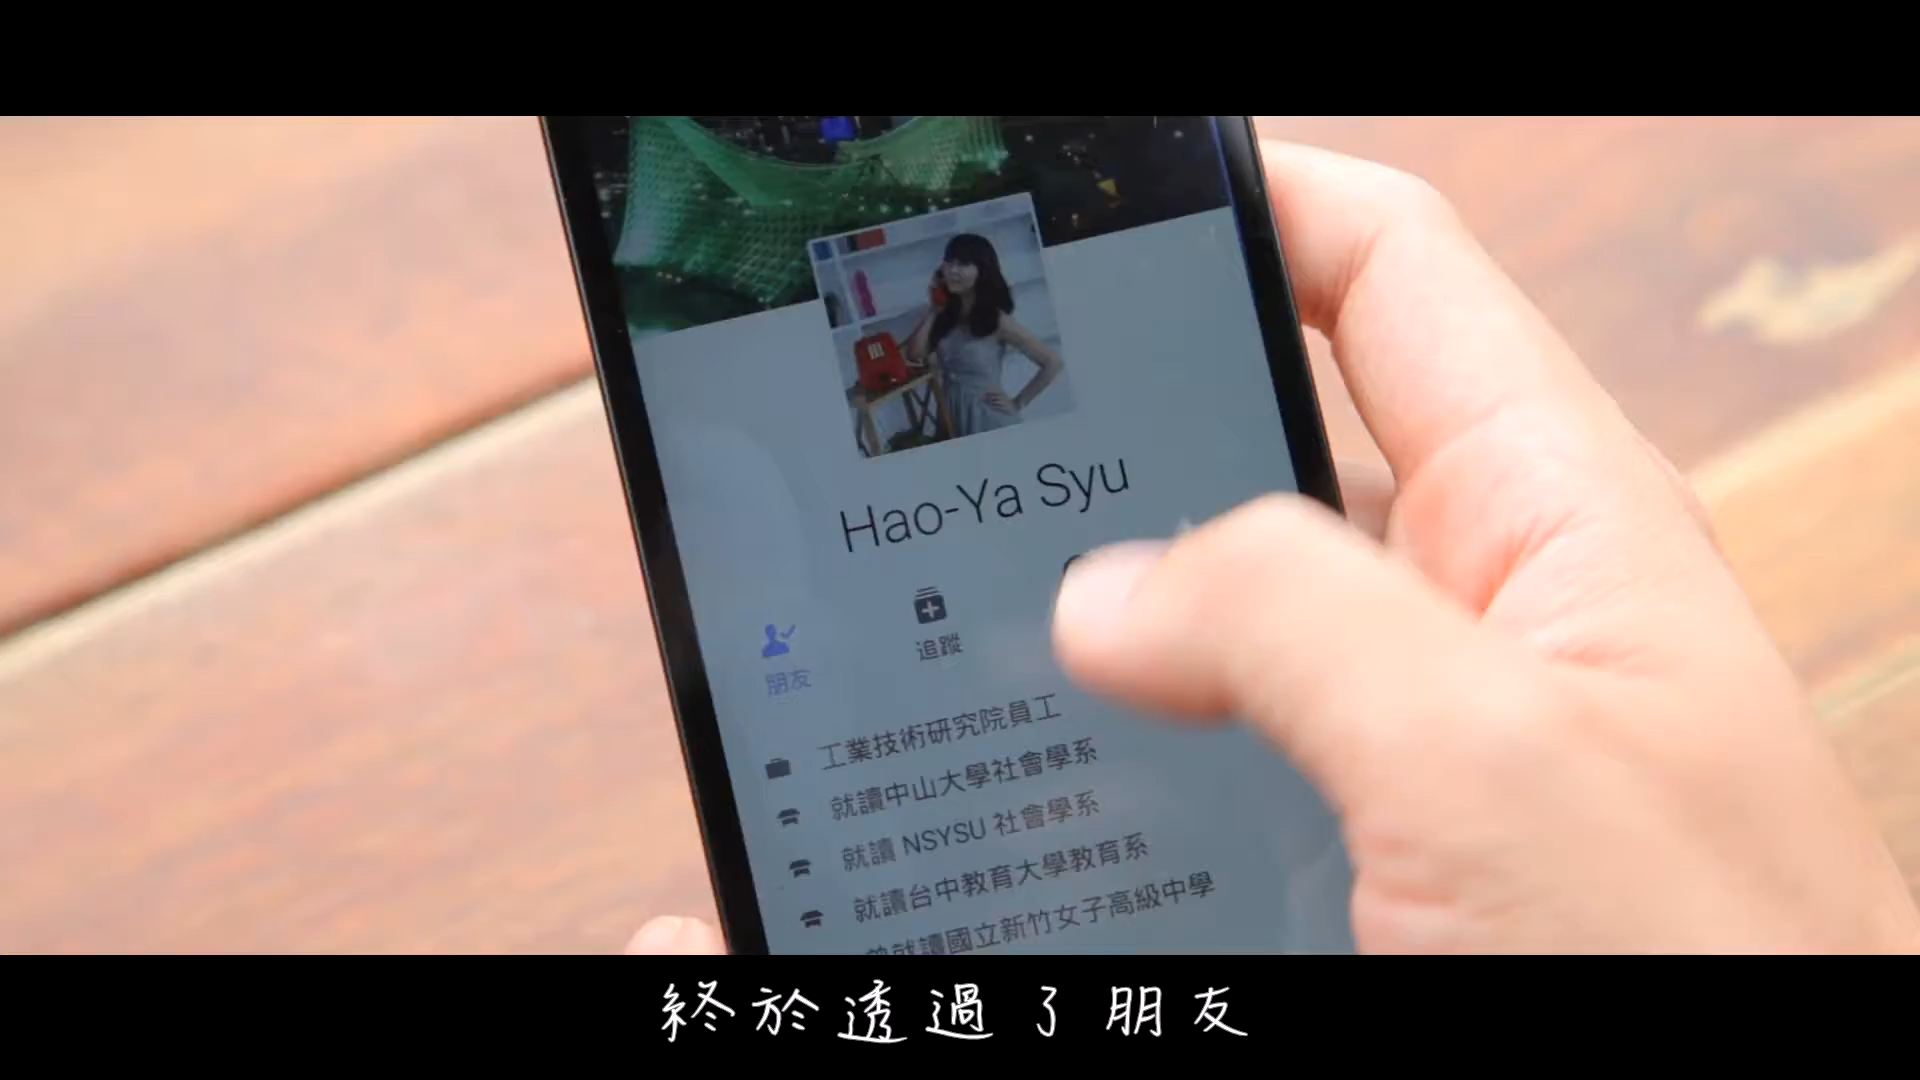 Hao-Ya Syu
朋友
追蹤
工業技術研究院員工
就讀中山大學社會學系
就讀 NSYSU 社會學系
就讀台中教育大學教育系
曾就讀國立新竹女子高級中學
終於透過了朋友